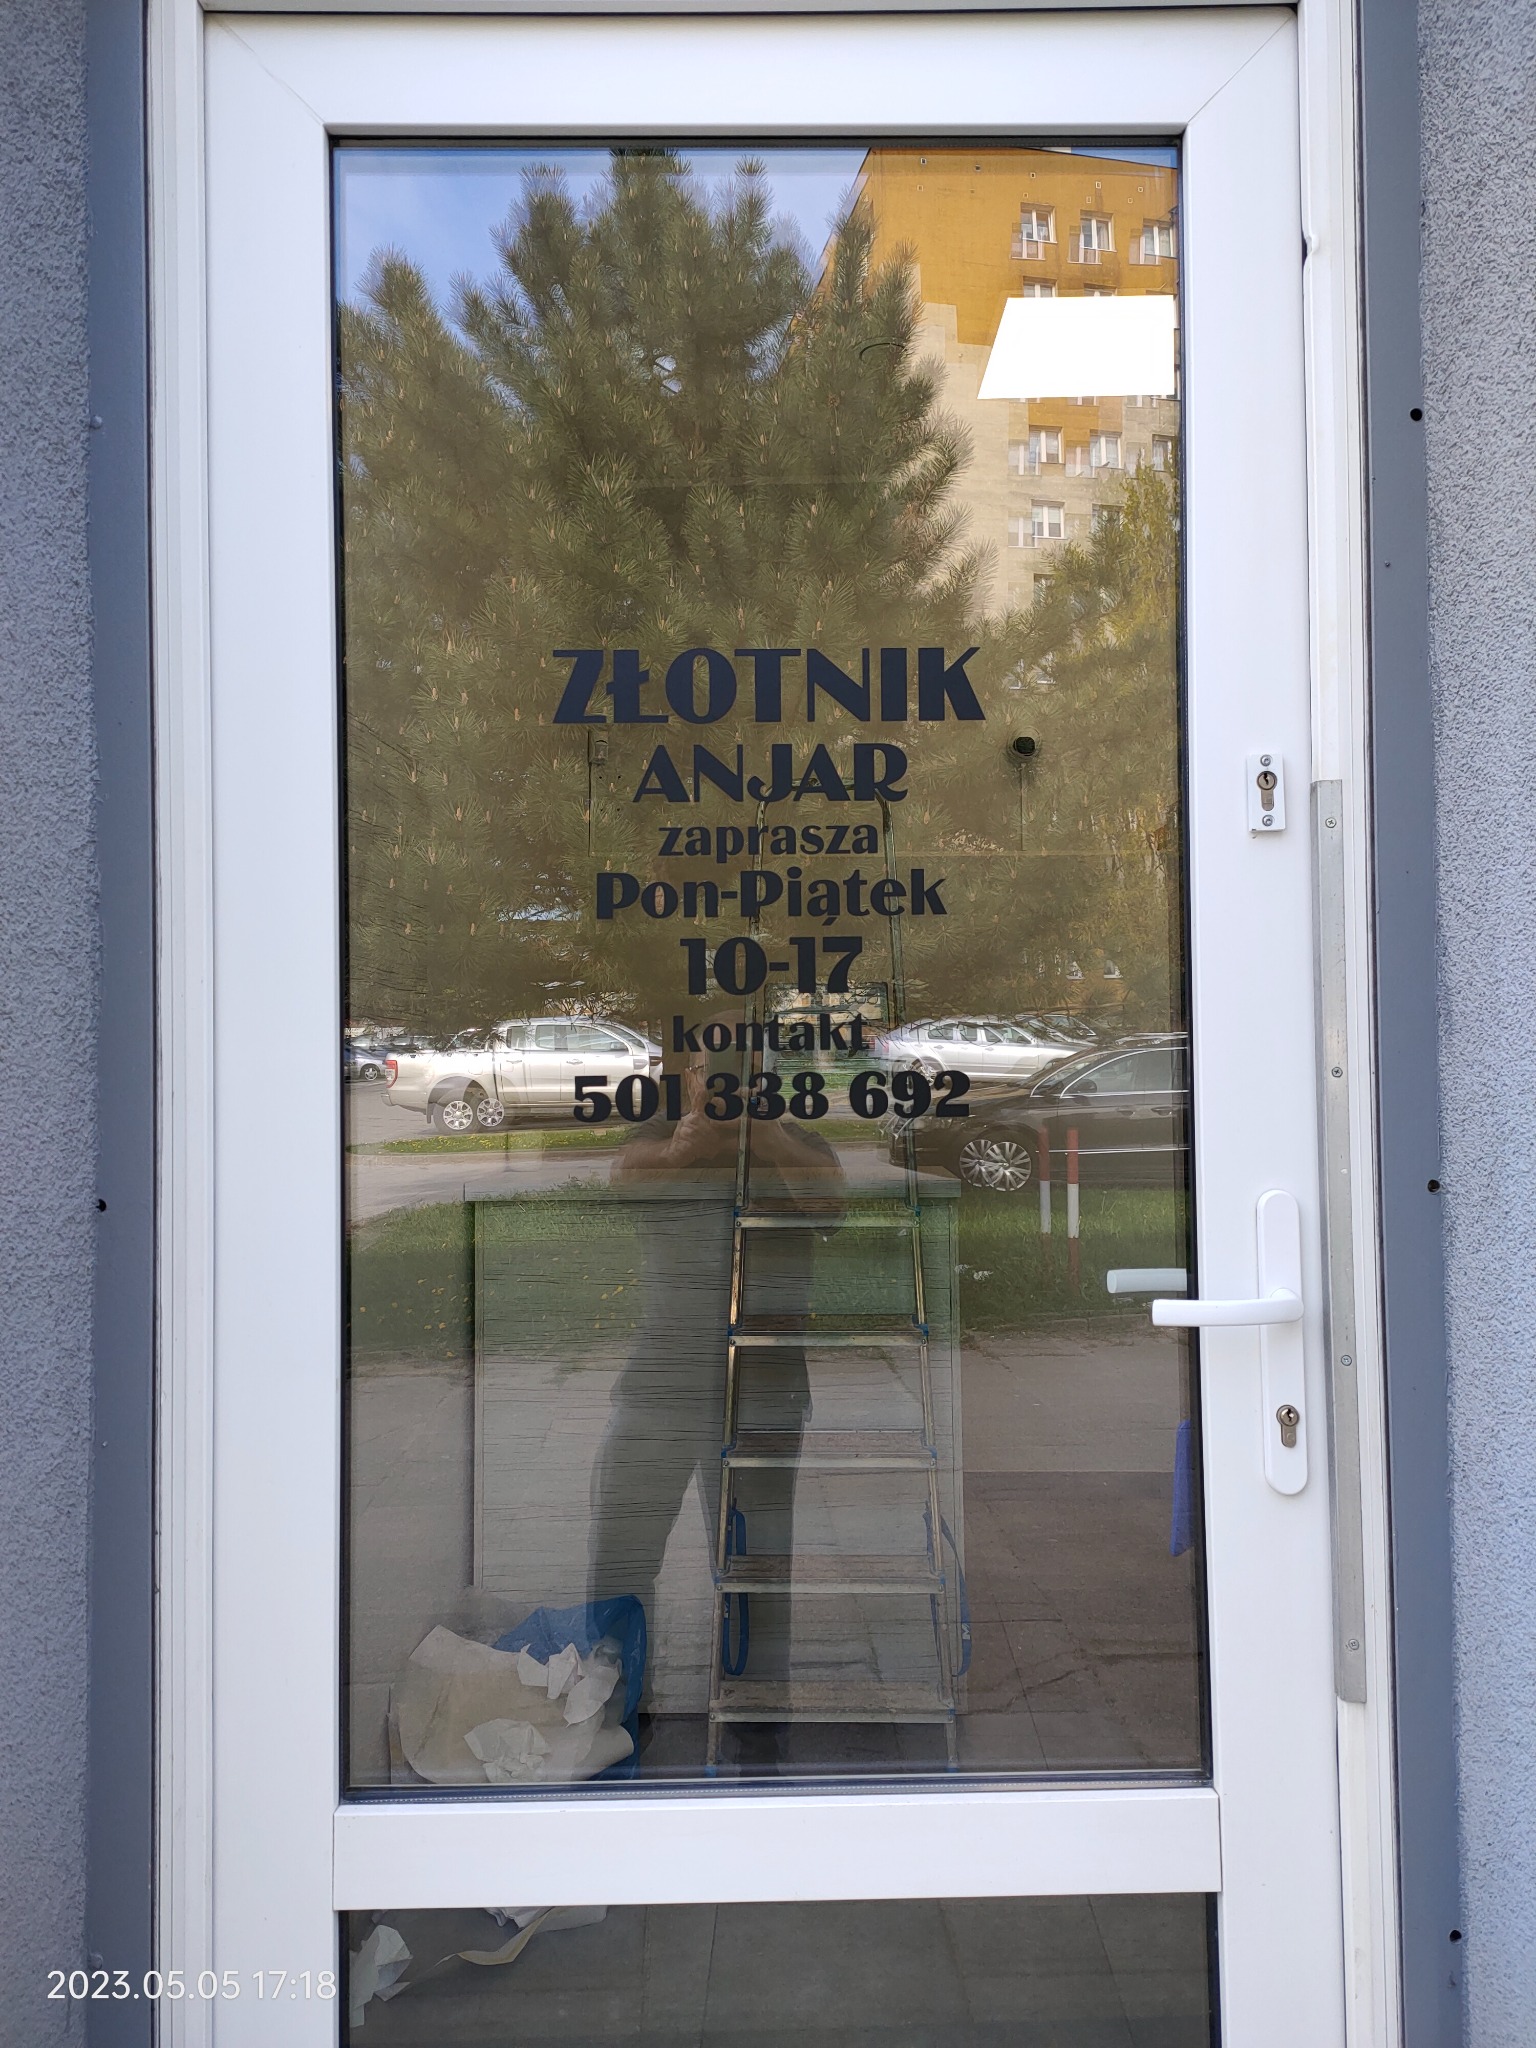 ZŁOTNIK
ANJAR
zaprasza
Pon-Piątek
10-17
kontakt
501 338 692
2023.05.05 17:18